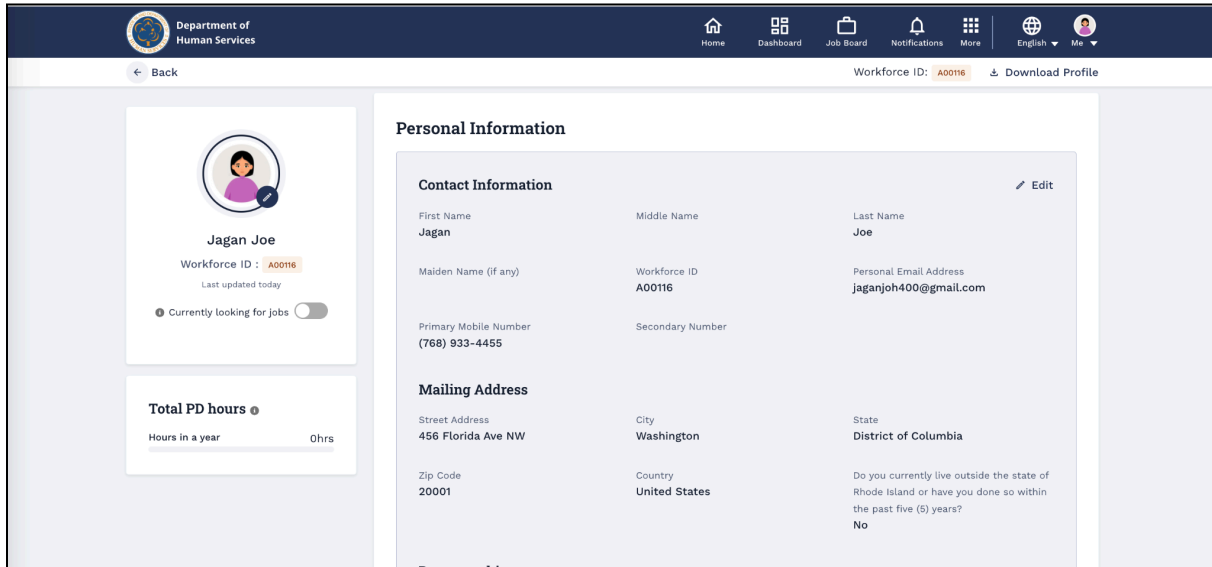 Department of
Human Services
Home
Dashboard
Job Board
Notifications
More
English
Me
Back
Workforce ID: A00116
Download Profile
Jagan Joe
Workforce ID : A00116
Last updated today
Currently looking for jobs
Total PD hours
Hours in a year 0hrs
Personal Information
Contact Information
Edit
First Name Middle Name Last Name
Jagan Joe
Maiden Name (if any) Workforce ID Personal Email Address
A00116 jaganjoh400@gmail.com
Primary Mobile Number Secondary Number
(768) 933-4455
Mailing Address
Street Address City State
456 Florida Ave NW Washington District of Columbia
Zip Code Country Do you currently live outside the state of
20001 United States Rhode Island or have you done so within
the past five (5) years?
No